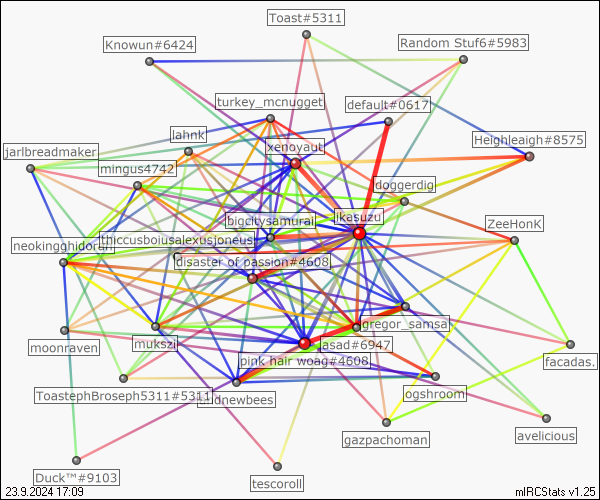 Toast#5311
Knowun#6424
Random Stuf6#5983
turkey_mcnugget
default#0617
lahnk
Heighleaigh#8575
xenoyaut
jarlbreadmaker
mingus4742
doggerdig
bigcitysamurai
ikasuzu
ZeeHonK
neokingghidorah
thiccusboiusalexusjoneus
disaster of passion#4608
gregor_samsa
moonraven
mukszi
asad#6947
pink hair woag#4608
facadas.
ToastephBroseph5311#5311
ogshroom
gazpachoman
avelicious
Duck™#9103
tescoroll
23.9.2024 17:09
mIRCStats v1.25